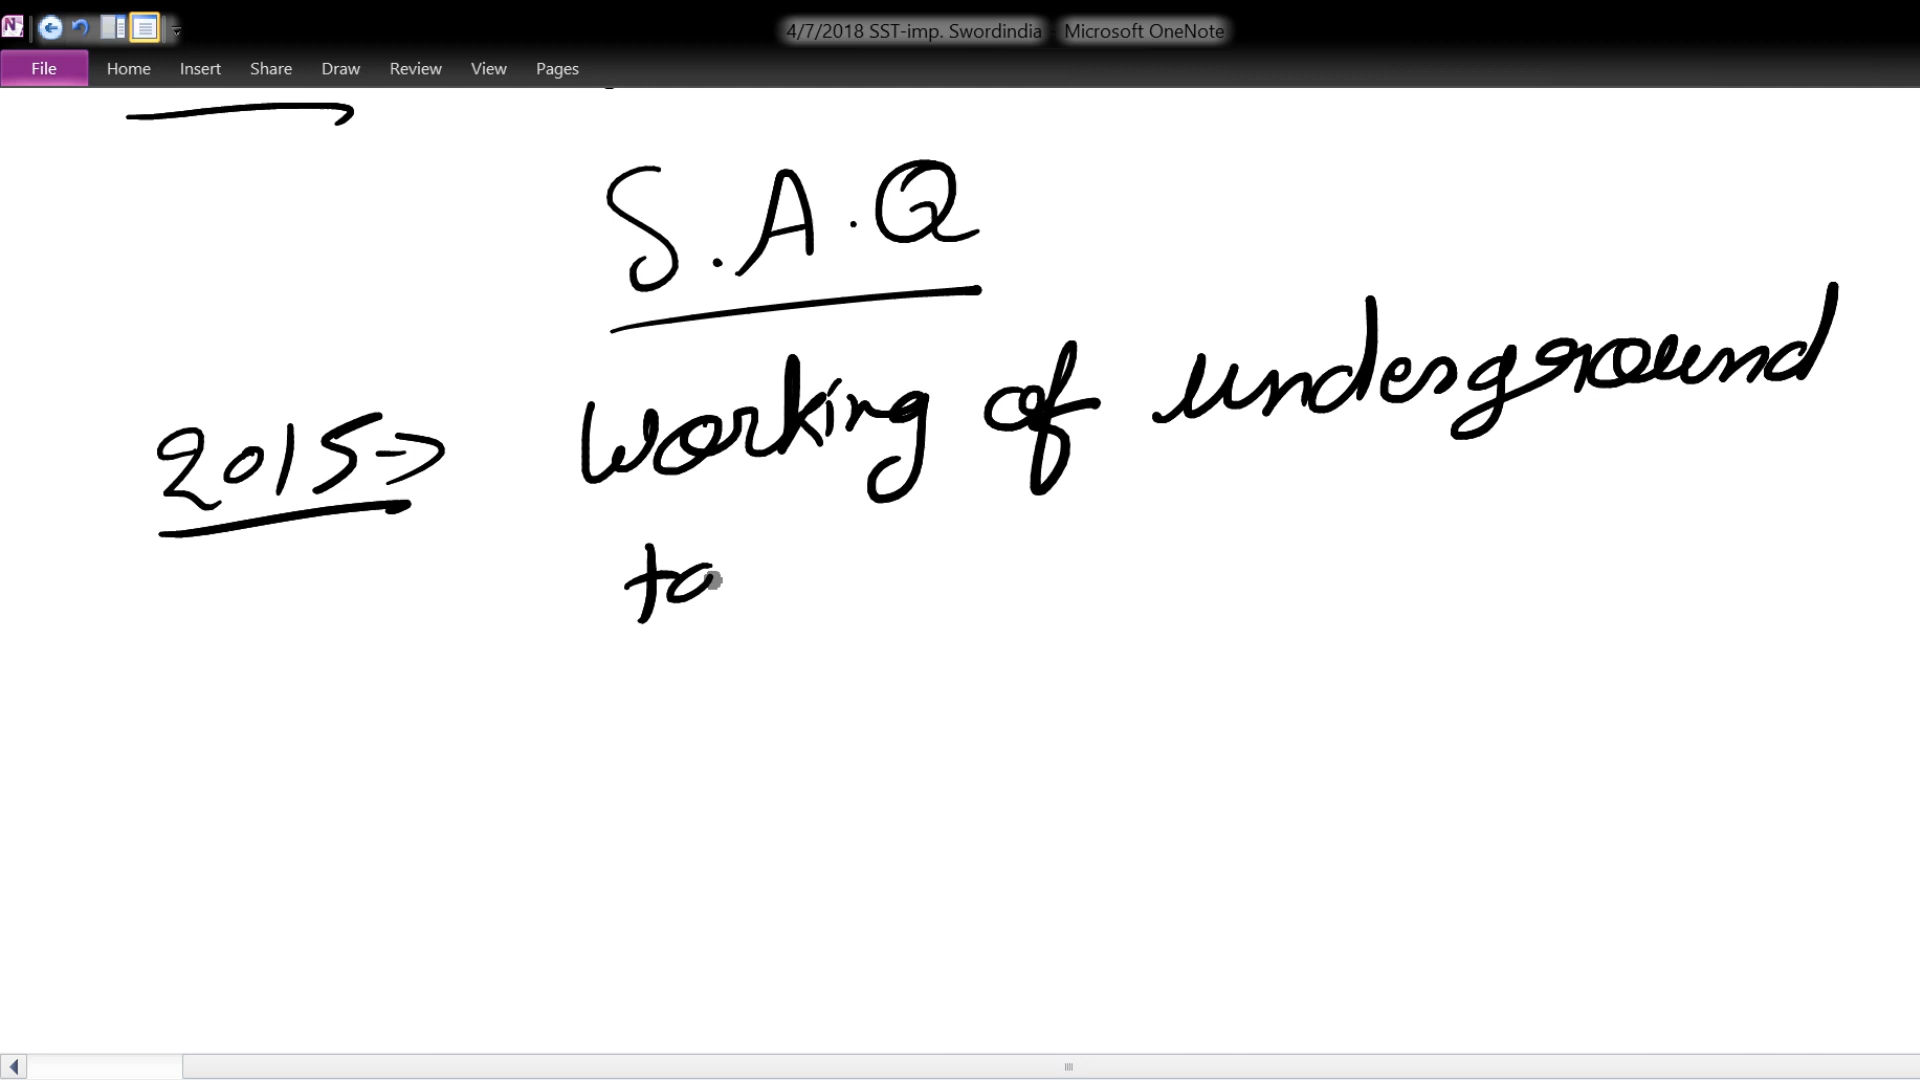 4/7/2018 SST-imp. Swordindia - Microsoft OneNote
File Home Insert Share Draw Review View Pages
S.A.Q
2015=> working of underground
to